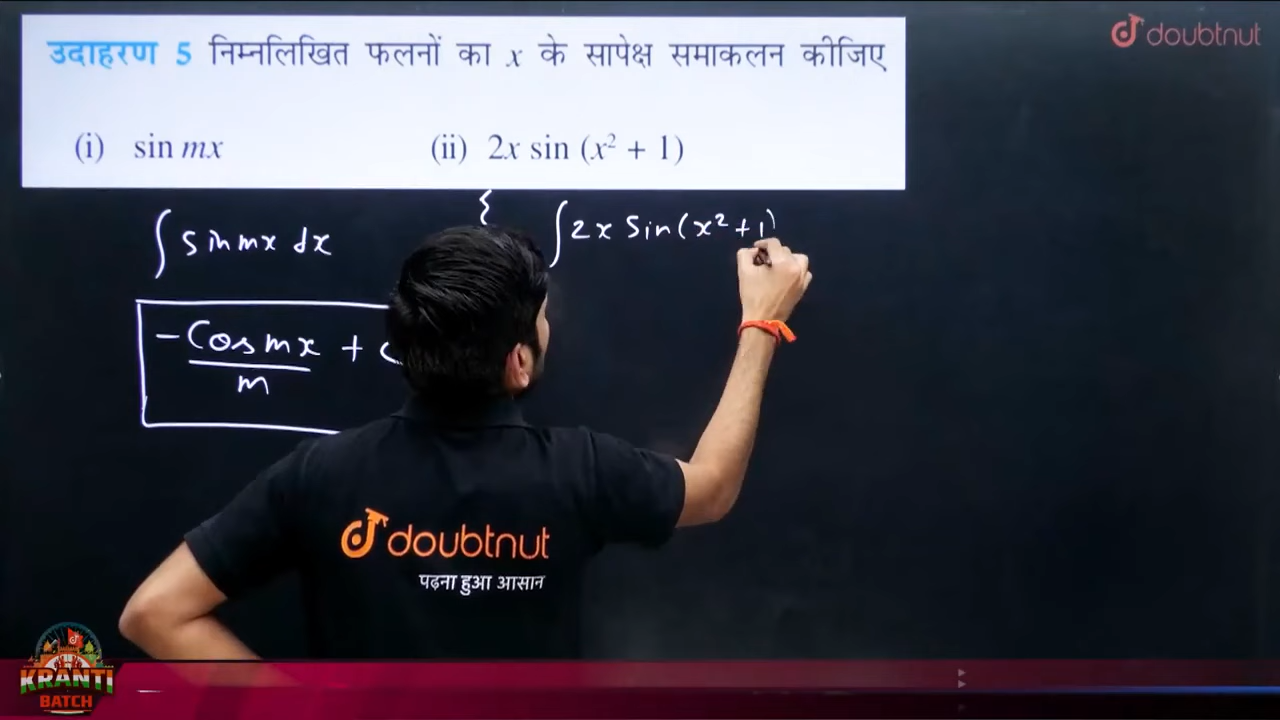 उदाहरण 5 निम्नलिखित फलनों का x के सापेक्ष समाकलन कीजिए
doubtnut
(i) sin mx (ii) 2x sin (x² + 1)
∫ sin mx dx
∫ 2x Sin(x² + 1)
-Cos mx + c
m
doubtnut
पढ़ना हुआ आसान
KRANTI
BATCH